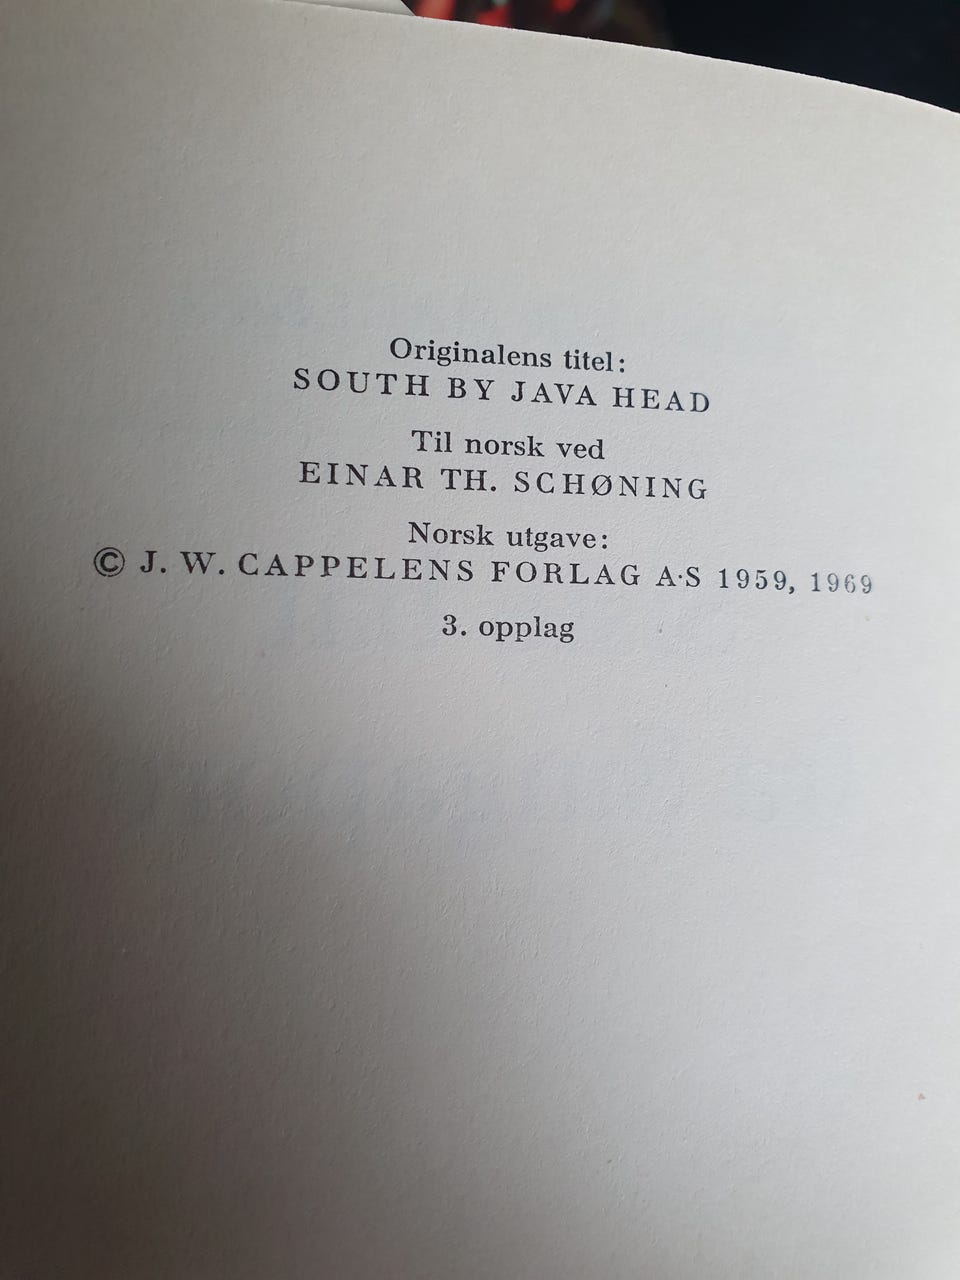 Originalens titel:
SOUTH BY JAVA HEAD
Til norsk ved
EINAR TH. SCHØNING
Norsk utgave:
© J. W. CAPPELENS FORLAG A·S 1959, 1969
3. opplag